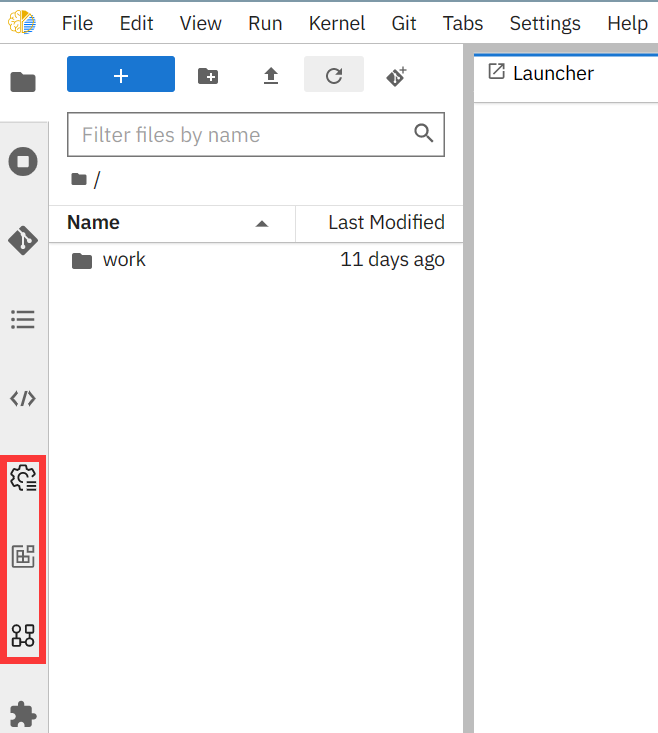 File Edit View Run Kernel Git Tabs Settings Help
Launcher
Filter files by name
/
Name Last Modified
work 11 days ago